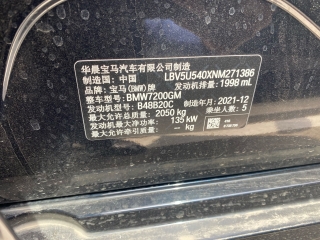 华晨宝马汽车有限公司制造
制造国: 中国 LBV5U540XNM271386
品牌: 宝马(BMW)牌 发动机排量: 1998 mL
整车型号: BMW7200GM
发动机型号: B48B20C 制造年月: 2021-12
最大允许总质量: 2050 kg 乘坐人数: 5
发动机最大净功率: 135 kW
最大允许牵引质量: — kg